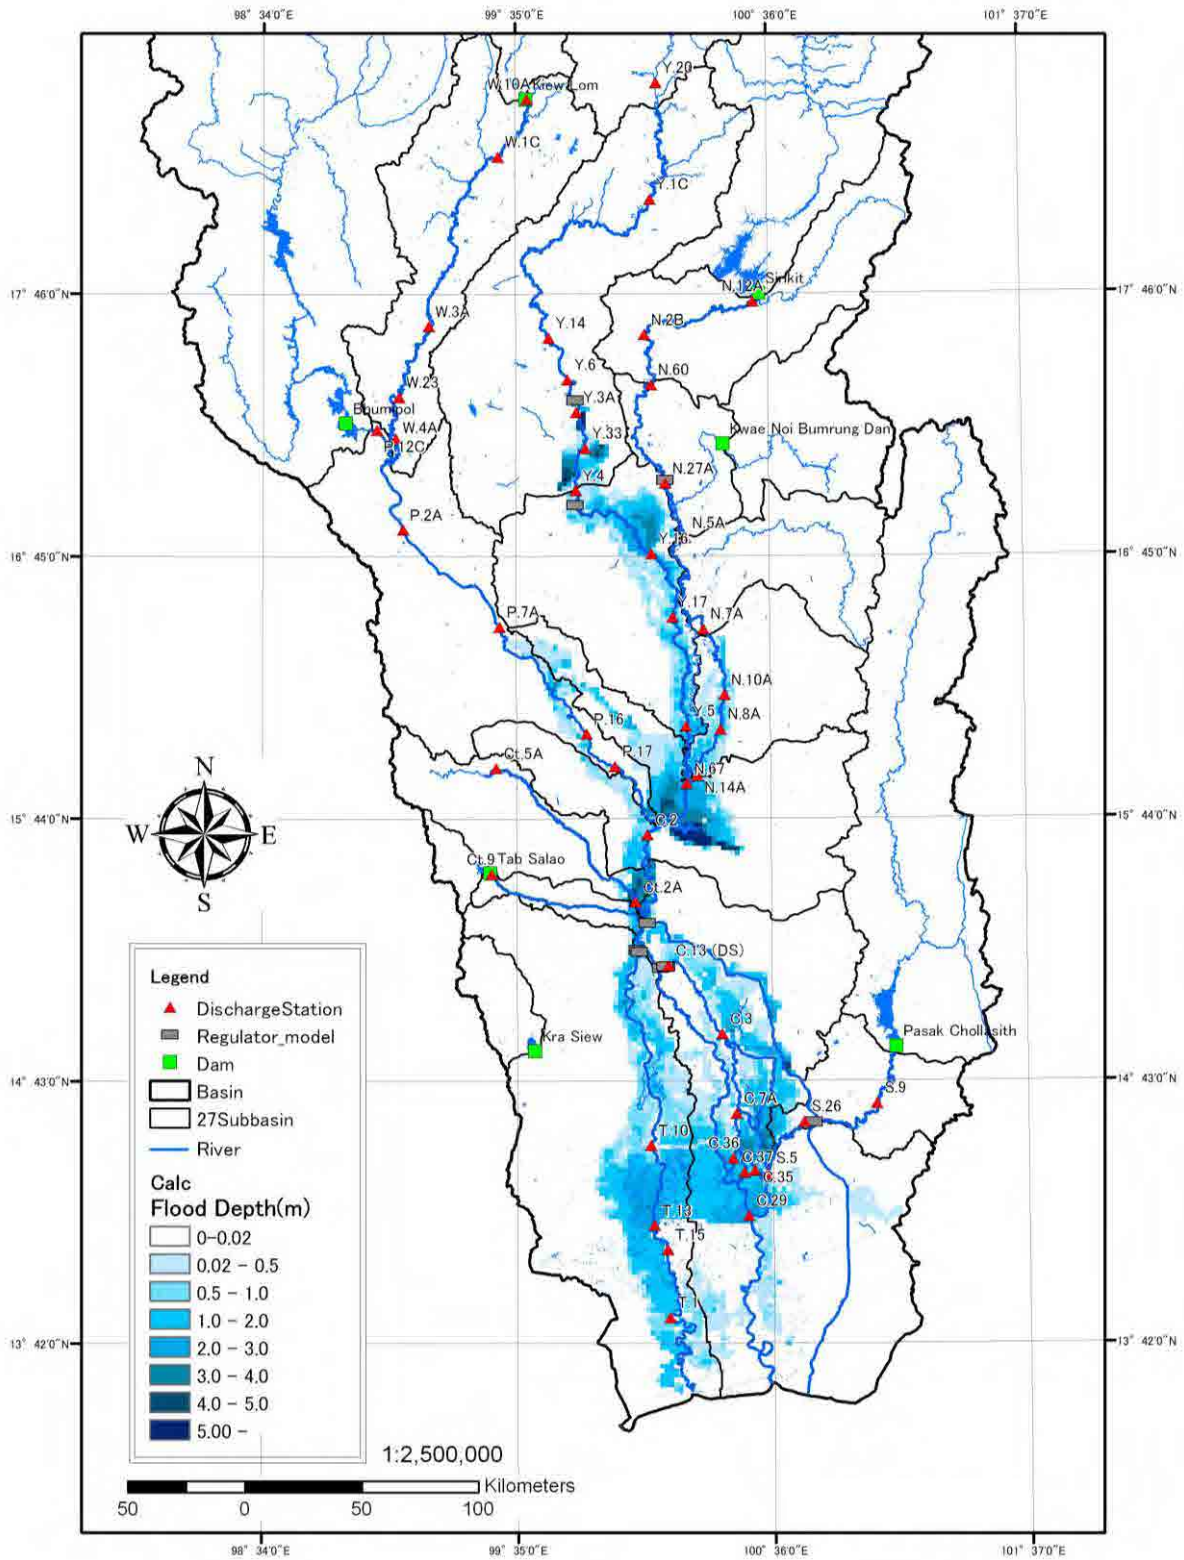 98° 34'0"E 99° 35'0"E 100° 36'0"E 101° 37'0"E
Y.20
W.10A Kiew Lom
W.1C
Y.1C
Sirikit
N.12A
17° 46'0"N 17° 46'0"N
W.3A Y.14 N.2B
Y.6 N.60
W.23 Y.3A
Bhumipol
W.4A Y.33 Kwae Noi Bumrung Dan
P.12C
Y.4 N.27A
P.2A N.5A
16° 45'0"N Y.16 16° 45'0"N
P.7A Y.17 N.7A
N.10A
P.16 Y.5 N.8A
Ct.5A P.17
N.67
N.14A
N
W E
S
15° 44'0"N C.2 15° 44'0"N
Ct.9 Tab Salao
Ct.2A
C.13 (DS)
Legend
DischargeStation
Regulator_model
Dam
Basin
27Subbasin
River
Calc
Flood Depth(m)
0-0.02
0.02 - 0.5
0.5 - 1.0
1.0 - 2.0
2.0 - 3.0
3.0 - 4.0
4.0 - 5.0
5.00 -
C.3
Kra Siew Pasak Chollasith
14° 43'0"N 14° 43'0"N
S.9
C.7A S.26
T.10 C.36
C.37 S.5
C.35
T.13 C.29
T.15
T.1
13° 42'0"N 13° 42'0"N
1:2,500,000
Kilometers
50 0 50 100
98° 34'0"E 99° 35'0"E 100° 36'0"E 101° 37'0"E